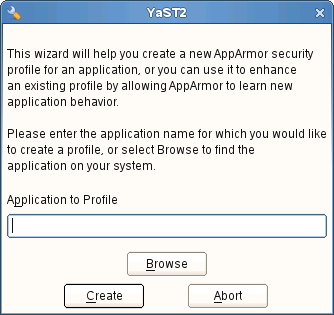 YaST2
This wizard will help you create a new AppArmor security
profile for an application, or you can use it to enhance
an existing profile by allowing AppArmor to learn new
application behavior.
Please enter the application name for which you would like
to create a profile, or select Browse to find the
application on your system.
Application to Profile
Browse
Create
Abort